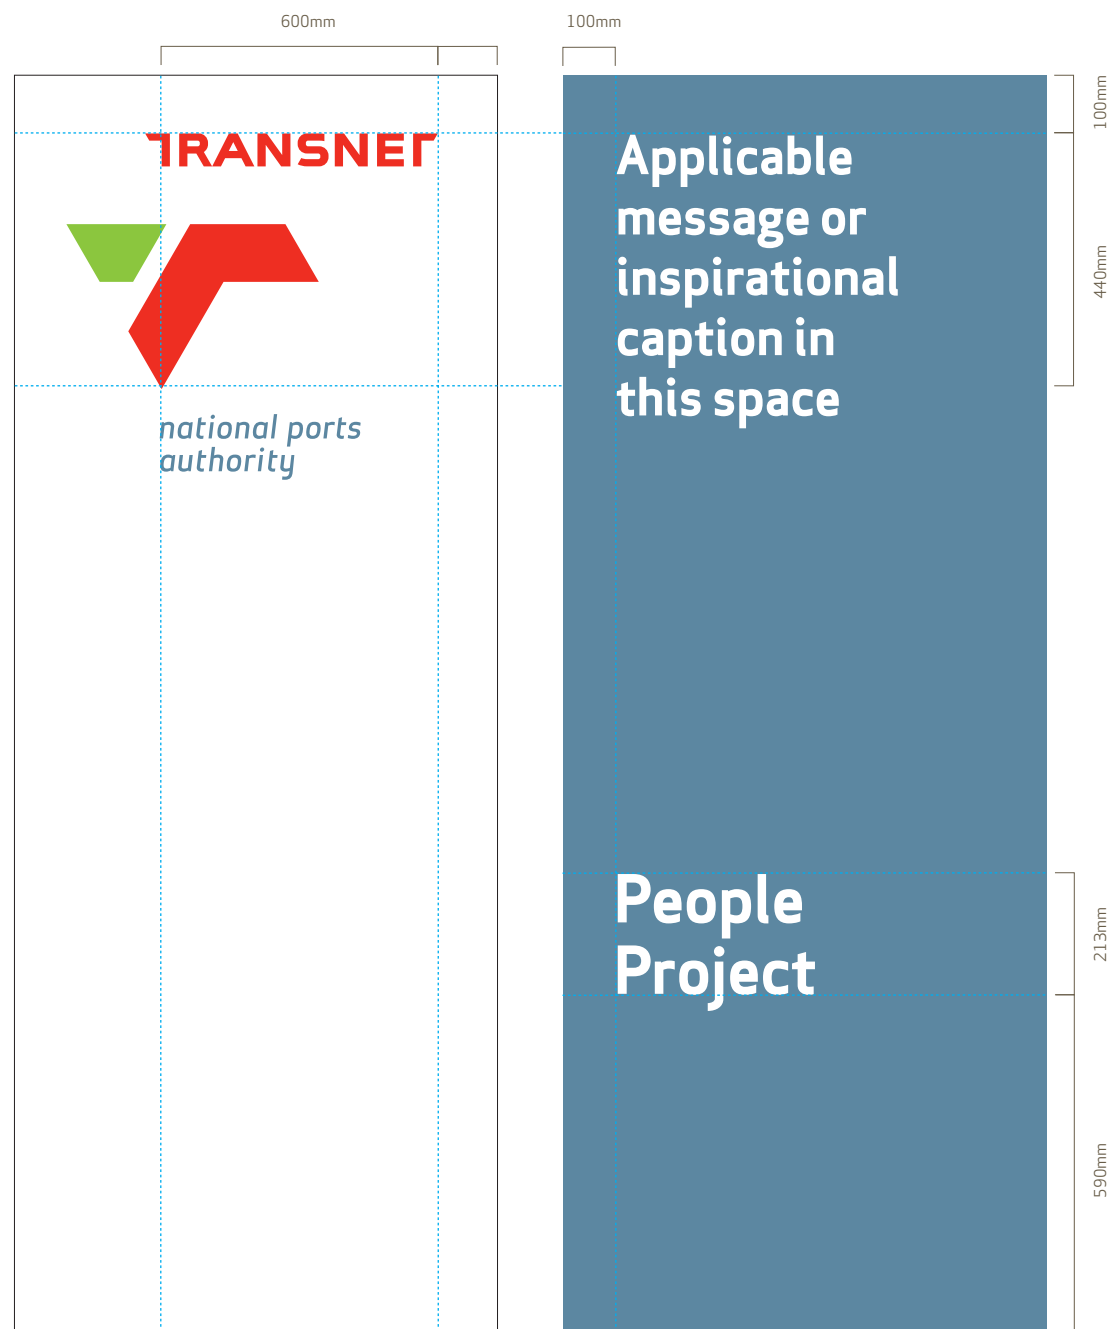 600mm
100mm
TRANSNET
national ports
authority
Applicable
message or
inspirational
caption in
this space
People
Project
100mm
440mm
213mm
590mm